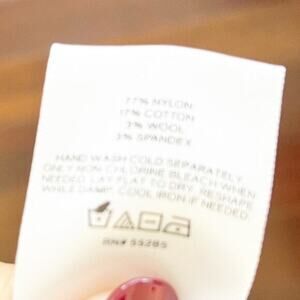 77% NYLON
17% COTTON
3% WOOL
3% SPANDEX
HAND WASH COLD SEPARATELY
ONLY NON-CHLORINE BLEACH WHEN
NEEDED. LAY FLAT TO DRY. RESHAPE
WHILE DAMP. COOL IRON IF NEEDED.
RN# 55285